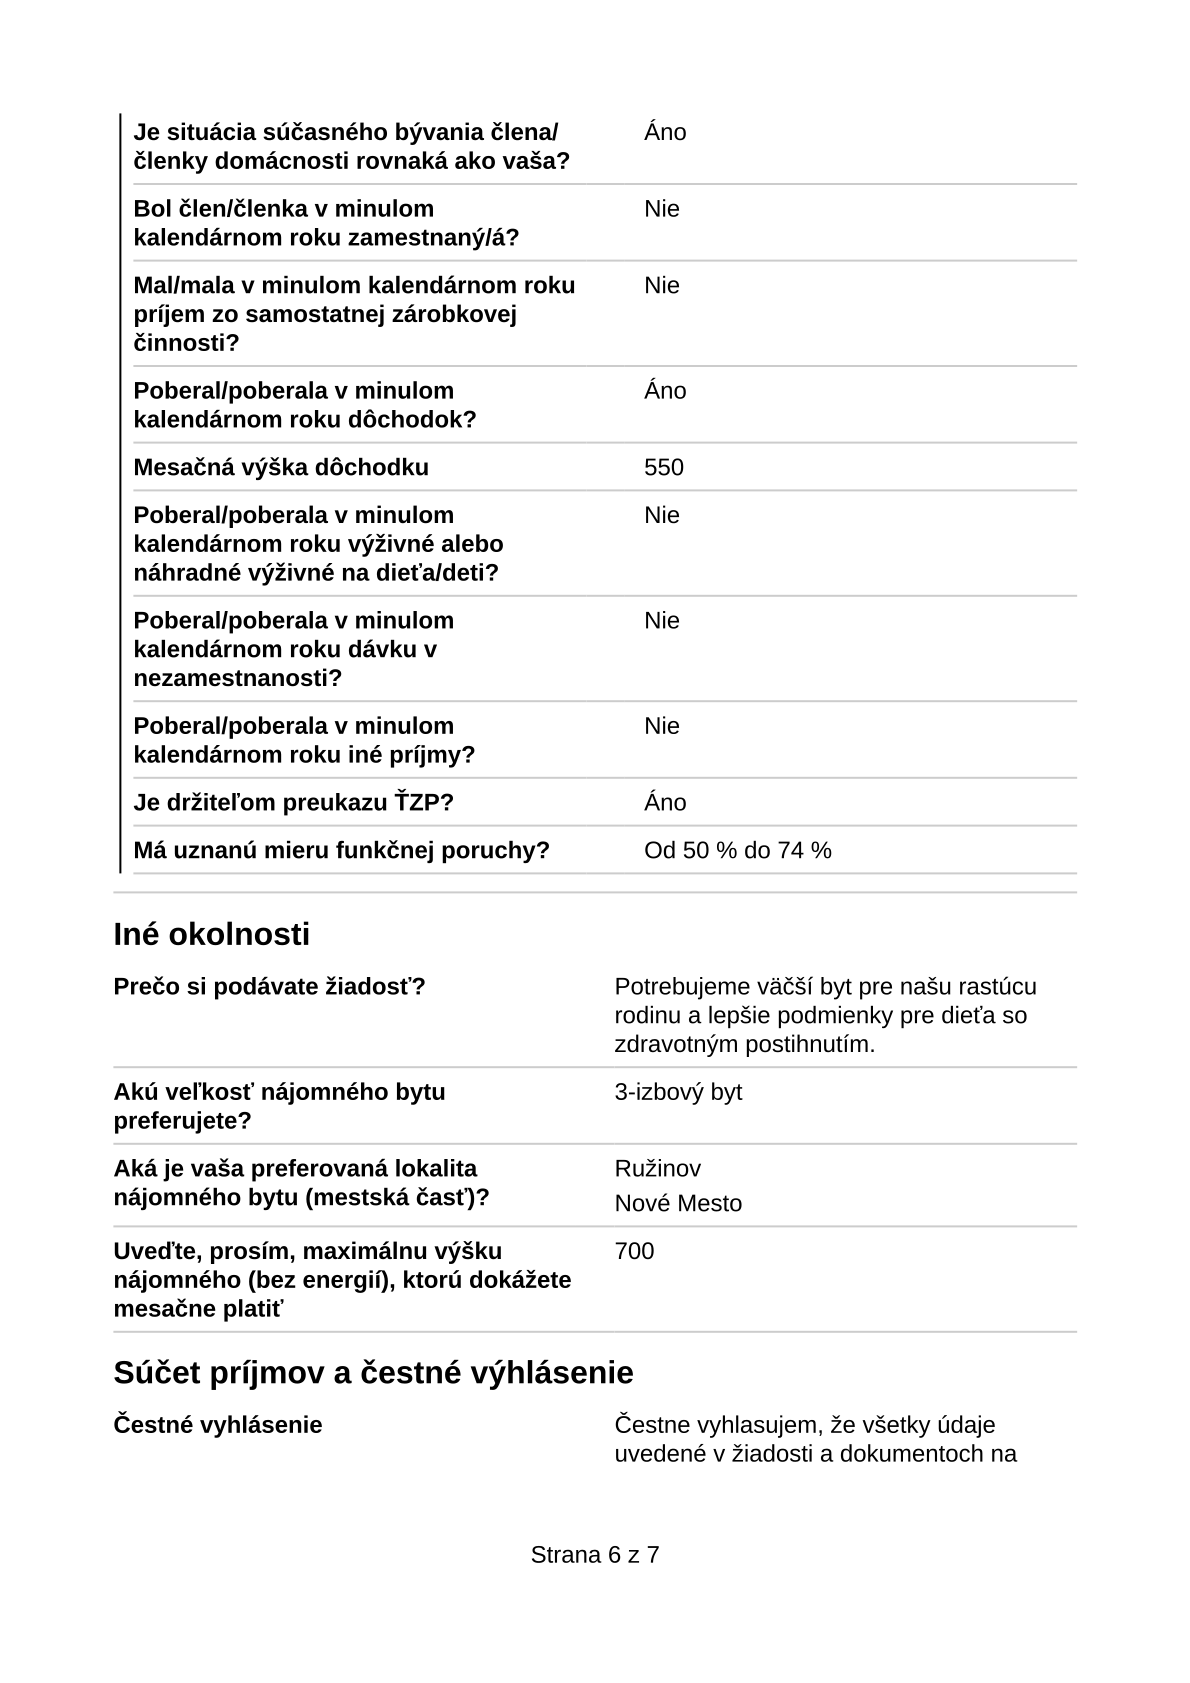 Je situácia súčasného bývania člena/
členky domácnosti rovnaká ako vaša?
Áno
Bol člen/členka v minulom
kalendárnom roku zamestnaný/á?
Nie
Mal/mala v minulom kalendárnom roku
príjem zo samostatnej zárobkovej
činnosti?
Nie
Poberal/poberala v minulom
kalendárnom roku dôchodok?
Áno
Mesačná výška dôchodku
550
Poberal/poberala v minulom
kalendárnom roku výživné alebo
náhradné výživné na dieťa/deti?
Nie
Poberal/poberala v minulom
kalendárnom roku dávku v
nezamestnanosti?
Nie
Poberal/poberala v minulom
kalendárnom roku iné príjmy?
Nie
Je držiteľom preukazu ŤZP?
Áno
Má uznanú mieru funkčnej poruchy?
Od 50 % do 74 %
Iné okolnosti
Prečo si podávate žiadosť?
Potrebujeme väčší byt pre našu rastúcu
rodinu a lepšie podmienky pre dieťa so
zdravotným postihnutím.
Akú veľkosť nájomného bytu
preferujete?
3-izbový byt
Aká je vaša preferovaná lokalita
nájomného bytu (mestská časť)?
Ružinov
Nové Mesto
Uveďte, prosím, maximálnu výšku
nájomného (bez energií), ktorú dokážete
mesačne platiť
700
Súčet príjmov a čestné výhlásenie
Čestné vyhlásenie
Čestne vyhlasujem, že všetky údaje
uvedené v žiadosti a dokumentoch na
Strana 6 z 7